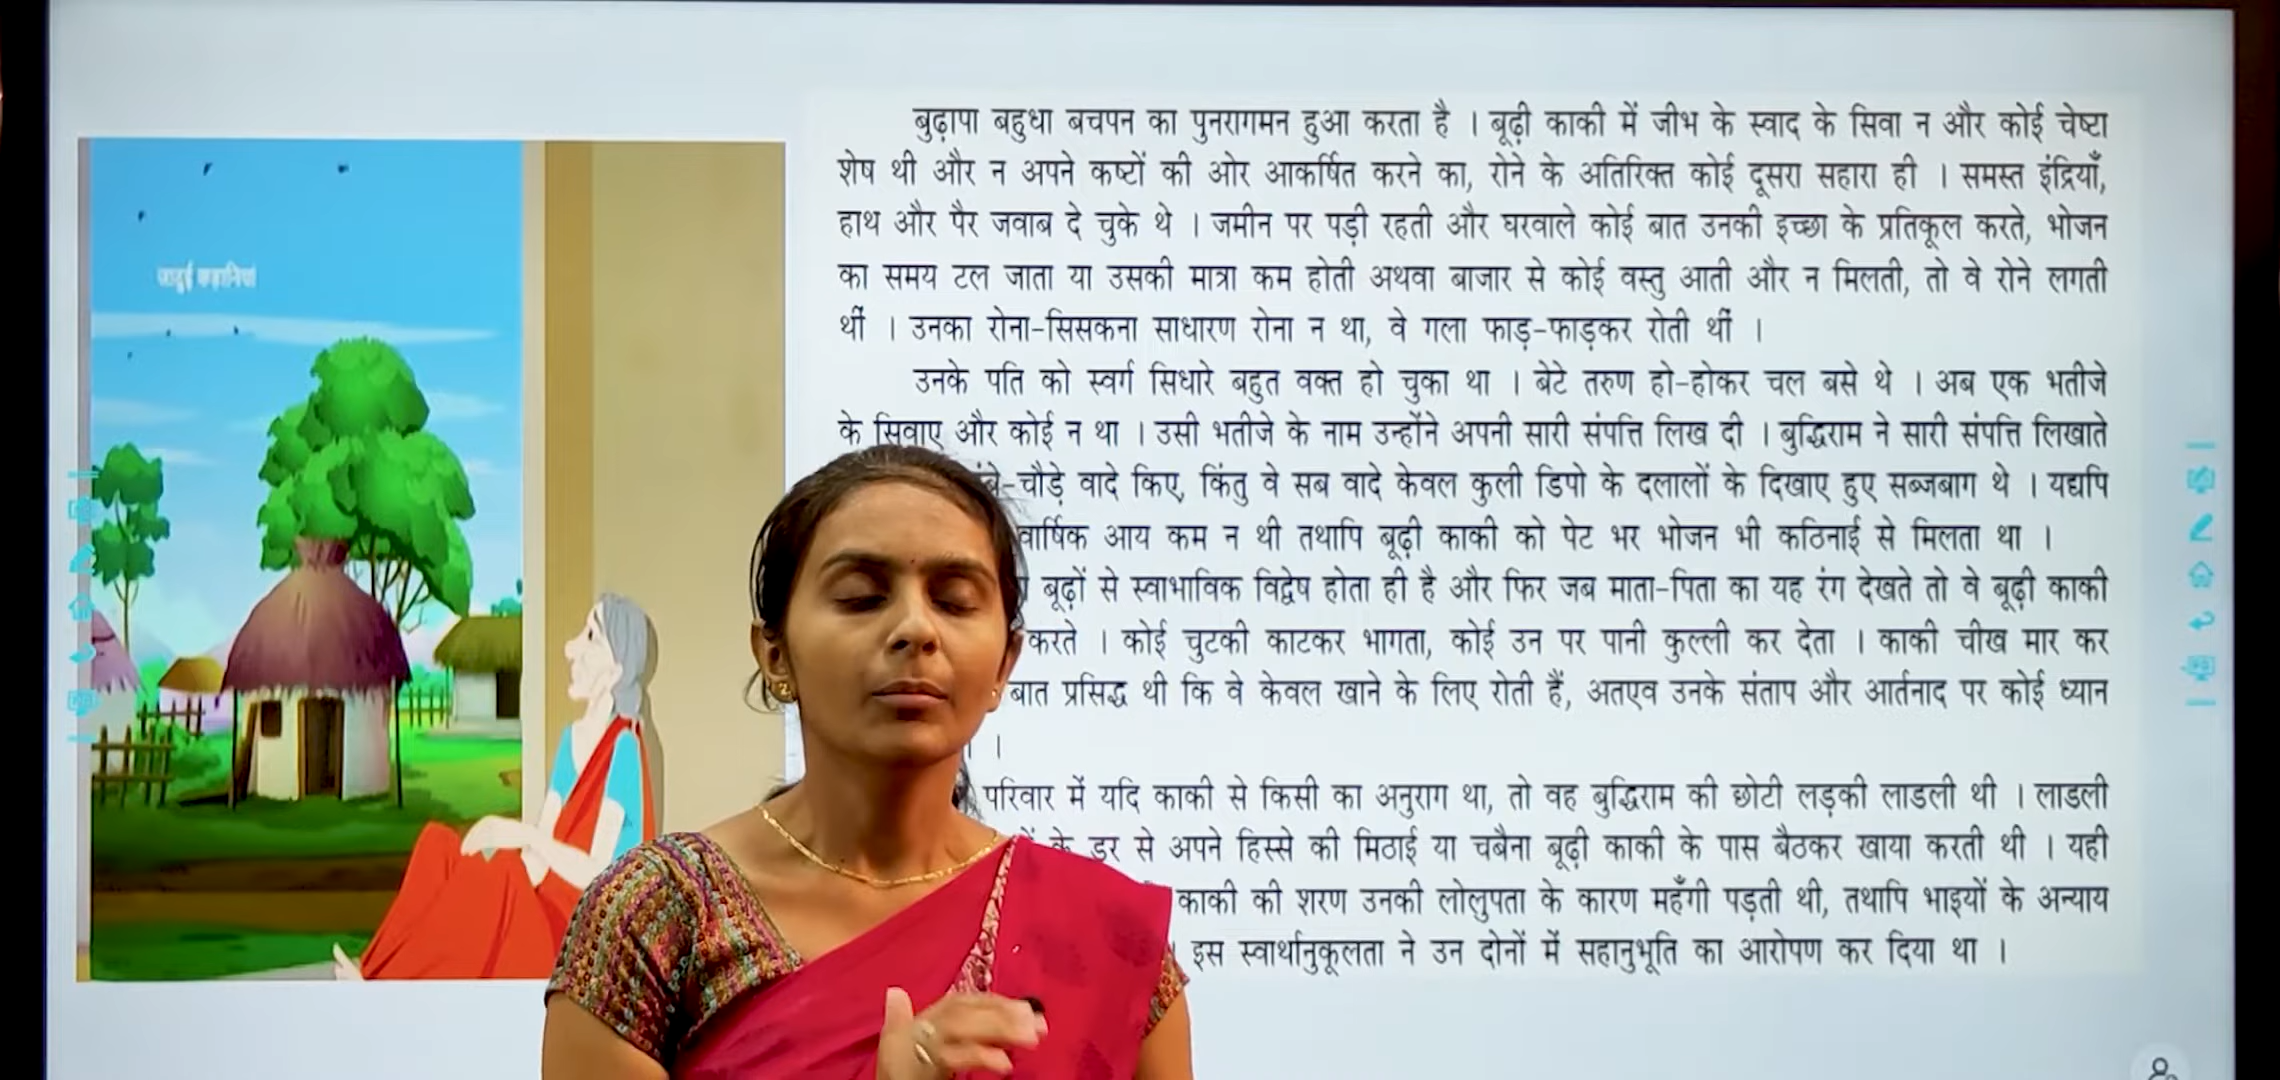 जादुई कहानियां
बुढ़ापा बहुधा बचपन का पुनरागमन हुआ करता है । बूढ़ी काकी में जीभ के स्वाद के सिवा न और कोई चेष्टा
शेष थी और न अपने कष्टों की ओर आकर्षित करने का, रोने के अतिरिक्त कोई दूसरा सहारा ही । समस्त इंद्रियाँ,
हाथ और पैर जवाब दे चुके थे । जमीन पर पड़ी रहती और घरवाले कोई बात उनकी इच्छा के प्रतिकूल करते, भोजन
का समय टल जाता या उसकी मात्रा कम होती अथवा बाजार से कोई वस्तु आती और न मिलती, तो वे रोने लगती
थीं । उनका रोना-सिसकना साधारण रोना न था, वे गला फाड़-फाड़कर रोती थीं ।
उनके पति को स्वर्ग सिधारे बहुत वक्त हो चुका था । बेटे तरुण हो-होकर चल बसे थे । अब एक भतीजे
के सिवाए और कोई न था । उसी भतीजे के नाम उन्होंने अपनी सारी संपत्ति लिख दी । बुद्धिराम ने सारी संपत्ति लिखाते
-चौड़े वादे किए, किंतु वे सब वादे केवल कुली डिपो के दलालों के दिखाए हुए सब्जबाग थे । यद्यपि
वार्षिक आय कम न थी तथापि बूढ़ी काकी को पेट भर भोजन भी कठिनाई से मिलता था ।
बूढ़ों से स्वाभाविक विद्वेष होता ही है और फिर जब माता-पिता का यह रंग देखते तो वे बूढ़ी काकी
करते । कोई चुटकी काटकर भागता, कोई उन पर पानी कुल्ली कर देता । काकी चीख मार कर
बात प्रसिद्ध थी कि वे केवल खाने के लिए रोती हैं, अतएव उनके संताप और आर्तनाद पर कोई ध्यान
।
परिवार में यदि काकी से किसी का अनुराग था, तो वह बुद्धिराम की छोटी लड़की लाडली थी । लाडली
के डर से अपने हिस्से की मिठाई या चबैना बूढ़ी काकी के पास बैठकर खाया करती थी । यही
काकी की शरण उनकी लोलुपता के कारण महँगी पड़ती थी, तथापि भाइयों के अन्याय
। इस स्वार्थानुकूलता ने उन दोनों में सहानुभूति का आरोपण कर दिया था ।